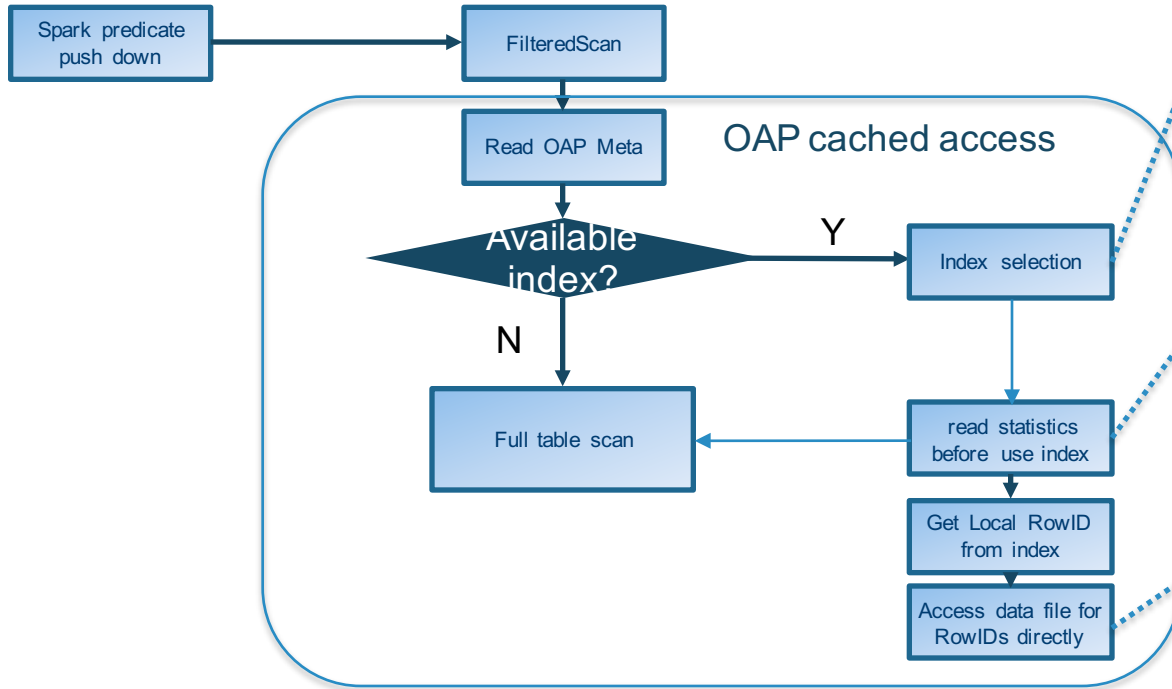 Spark predicate
push down
FilteredScan
Read OAP Meta
OAP cached access
Available
index?
Y
Index selection
N
Full table scan
read statistics
before use index
Get Local RowID
from index
Access data file for
RowIDs directly